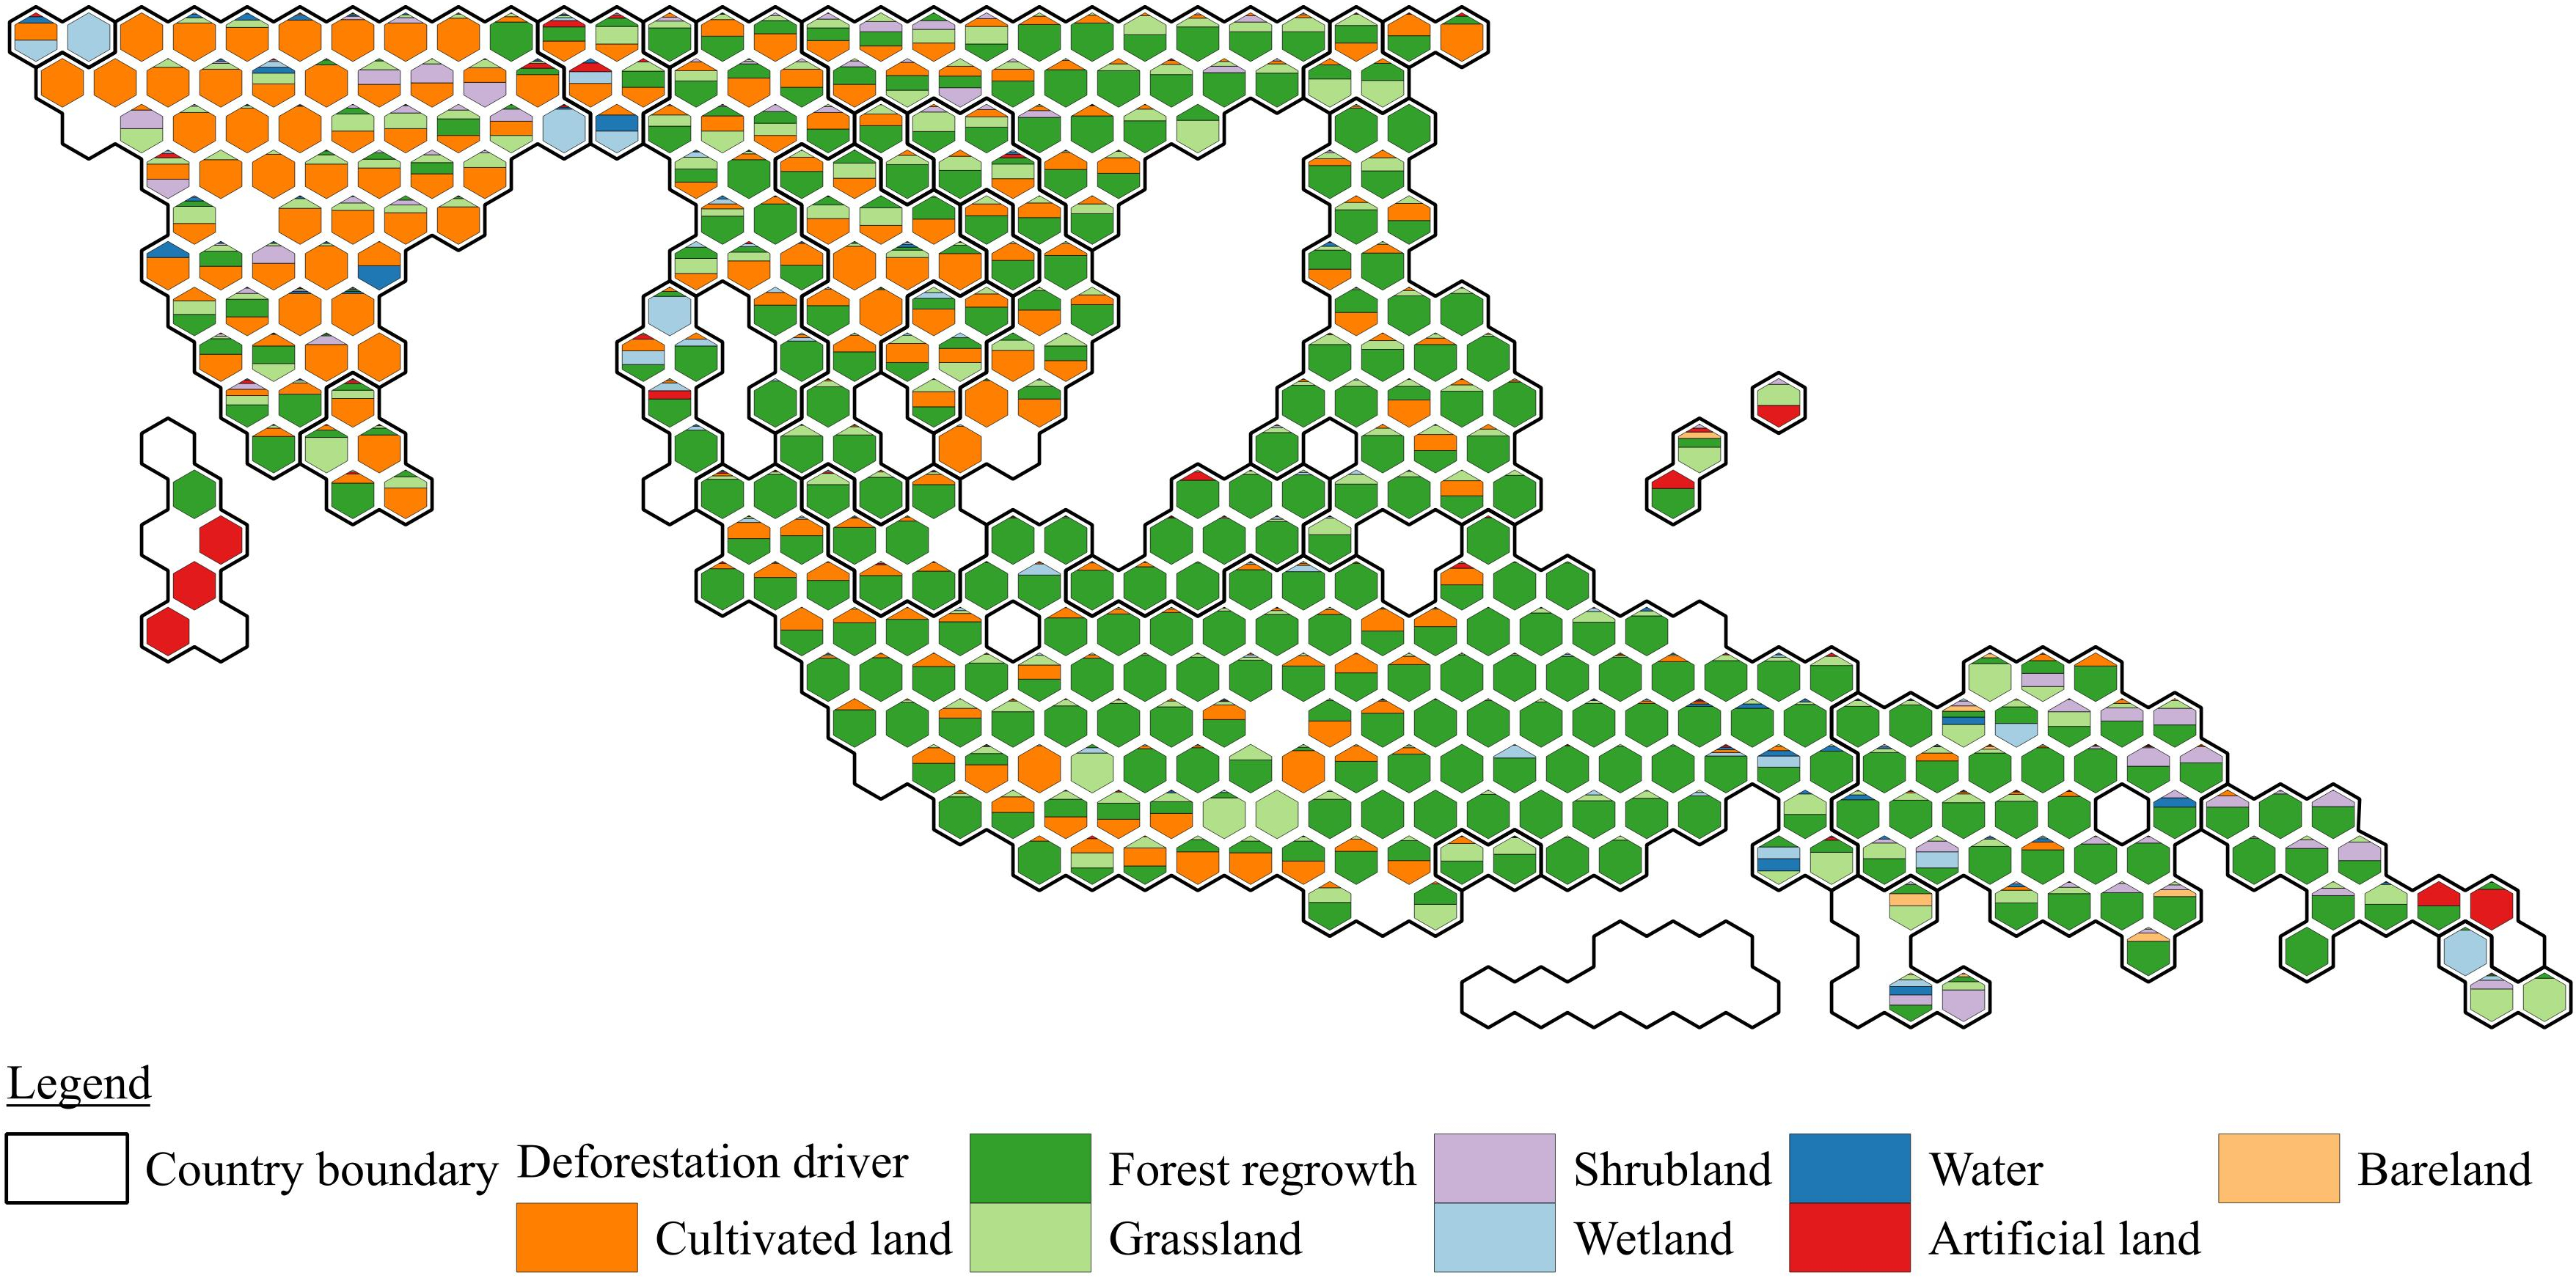 Legend
Country boundary
Deforestation driver
Cultivated land
Forest regrowth
Grassland
Shrubland
Wetland
Water
Artificial land
Bareland